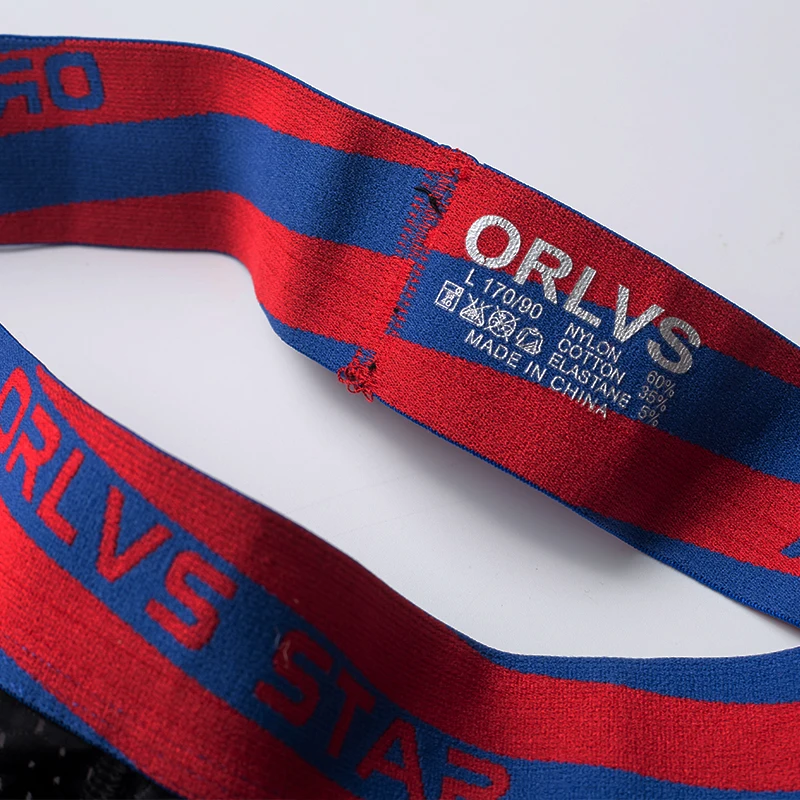 ORLVS
L 170/90
NYLON 60%
COTTON 35%
ELASTANE 5%
MADE IN CHINA
ORLVS STAR